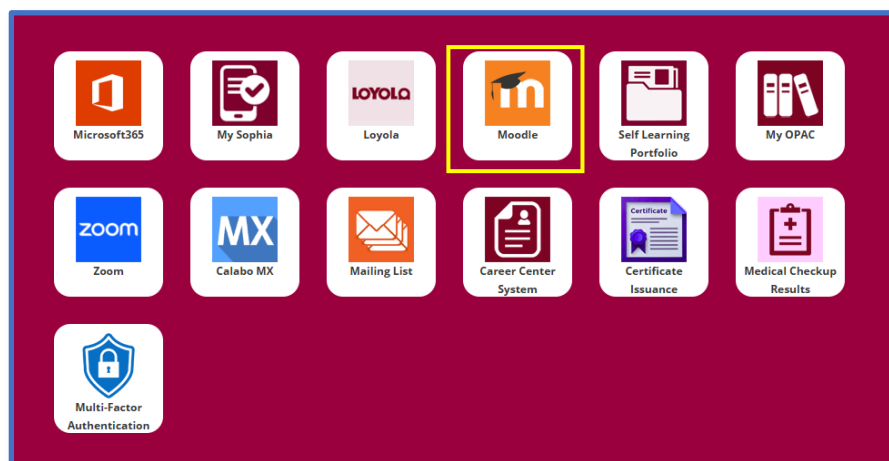 Microsoft365
My Sophia
LOYOLA
Loyola
m
Moodle
Self Learning
Portfolio
My OPAC
zoom
Zoom
MX
Calabo MX
Mailing List
Career Center
System
Certificate
Certificate
Issuance
Medical Checkup
Results
Multi-Factor
Authentication